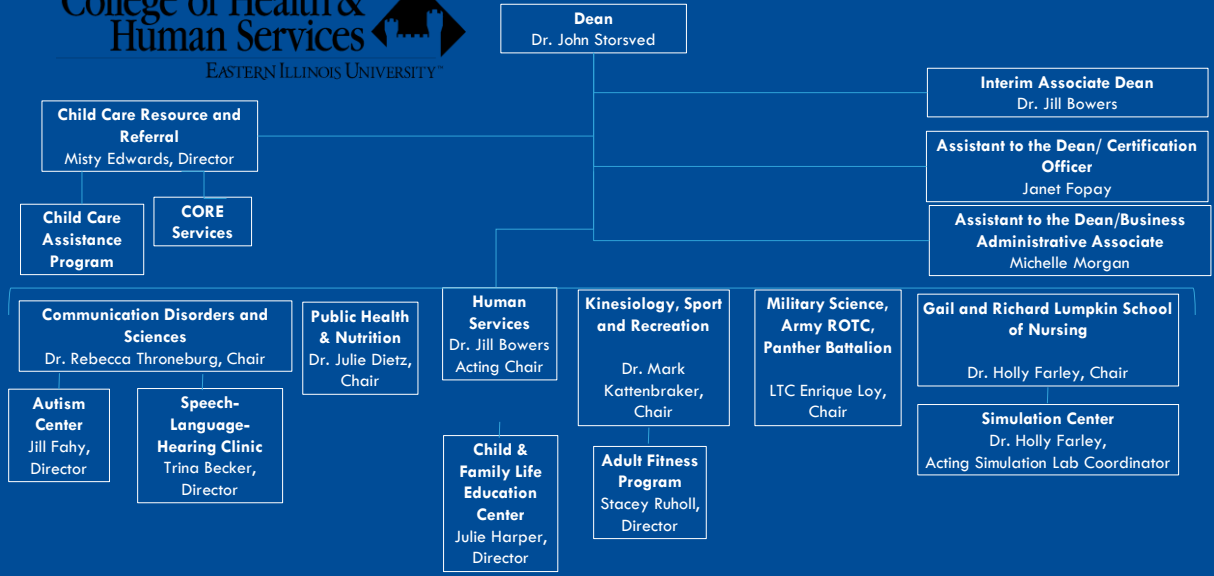 College of Health &
Human Services
EASTERN ILLINOIS UNIVERSITY™
Dean
Dr. John Storsved
Interim Associate Dean
Dr. Jill Bowers
Child Care Resource and
Referral
Misty Edwards, Director
Assistant to the Dean/ Certification
Officer
Janet Fopay
Child Care
Assistance
Program
CORE
Services
Assistant to the Dean/Business
Administrative Associate
Michelle Morgan
Communication Disorders and
Sciences
Dr. Rebecca Throneburg, Chair
Public Health
& Nutrition
Dr. Julie Dietz,
Chair
Human
Services
Dr. Jill Bowers
Acting Chair
Kinesiology, Sport
and Recreation
Dr. Mark
Kattenbraker,
Chair
Military Science,
Army ROTC,
Panther Battalion
LTC Enrique Loy,
Chair
Gail and Richard Lumpkin School
of Nursing
Dr. Holly Farley, Chair
Autism
Center
Jill Fahy,
Director
Speech-
Language-
Hearing Clinic
Trina Becker,
Director
Child &
Family Life
Education
Center
Julie Harper,
Director
Adult Fitness
Program
Stacey Ruholl,
Director
Simulation Center
Dr. Holly Farley,
Acting Simulation Lab Coordinator